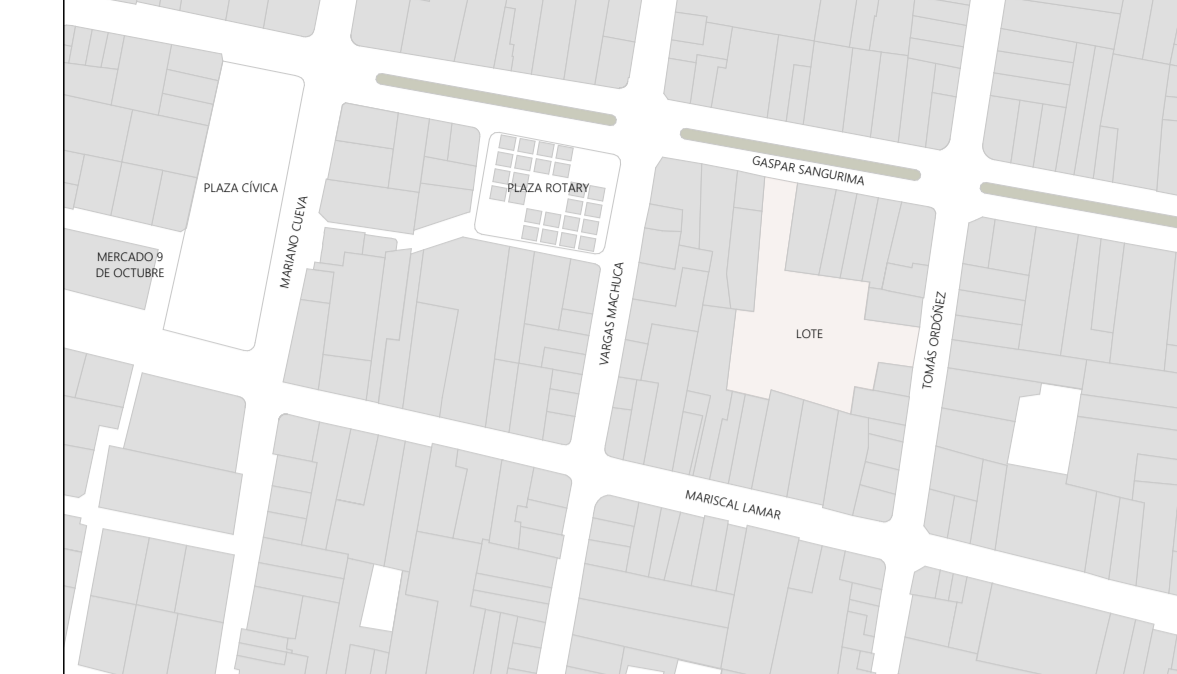 GASPAR SANGURIMA
PLAZA CÍVICA
PLAZA ROTARY
MARIANO CUEVA
MERCADO 9
DE OCTUBRE
VARGAS MACHUCA
LOTE
TOMÁS ORDÓÑEZ
MARISCAL LAMAR